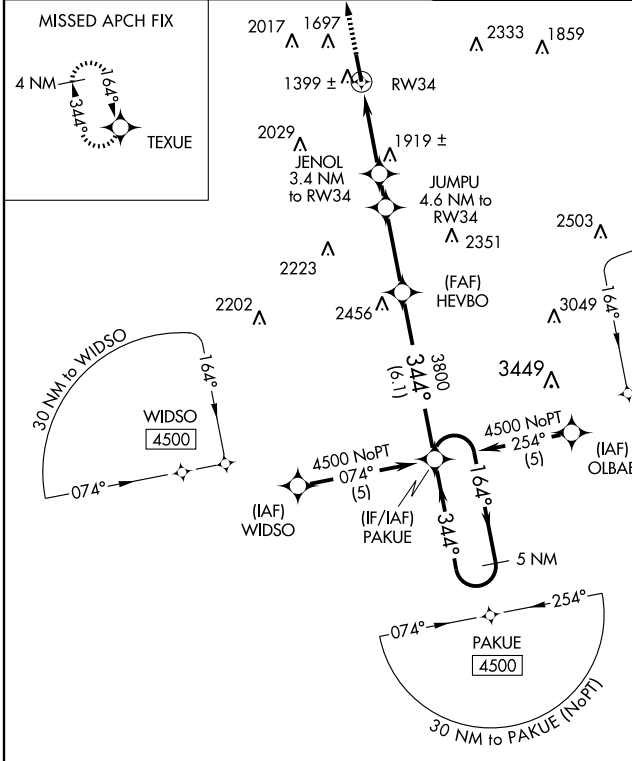 MISSED APCH FIX
4 NM
164°
344°
TEXUE
2017
1697
2333
1859
1399 ±
RW34
2029
1919 ±
JENOL
3.4 NM
to RW34
JUMPU
4.6 NM to
RW34
2503
2351
2223
(FAF)
HEVBO
2202
2456
3049
164°
3449
344°
3800
(6.1)
30 NM to WIDSO
164°
WIDSO
4500
074°
4500 NoPT
074°
(5)
4500 NoPT
254°
(5)
(IAF)
OLBAE
(IAF)
WIDSO
(IF/IAF)
PAKUE
164°
344°
5 NM
074°
254°
PAKUE
4500
30 NM to PAKUE (NoPT)